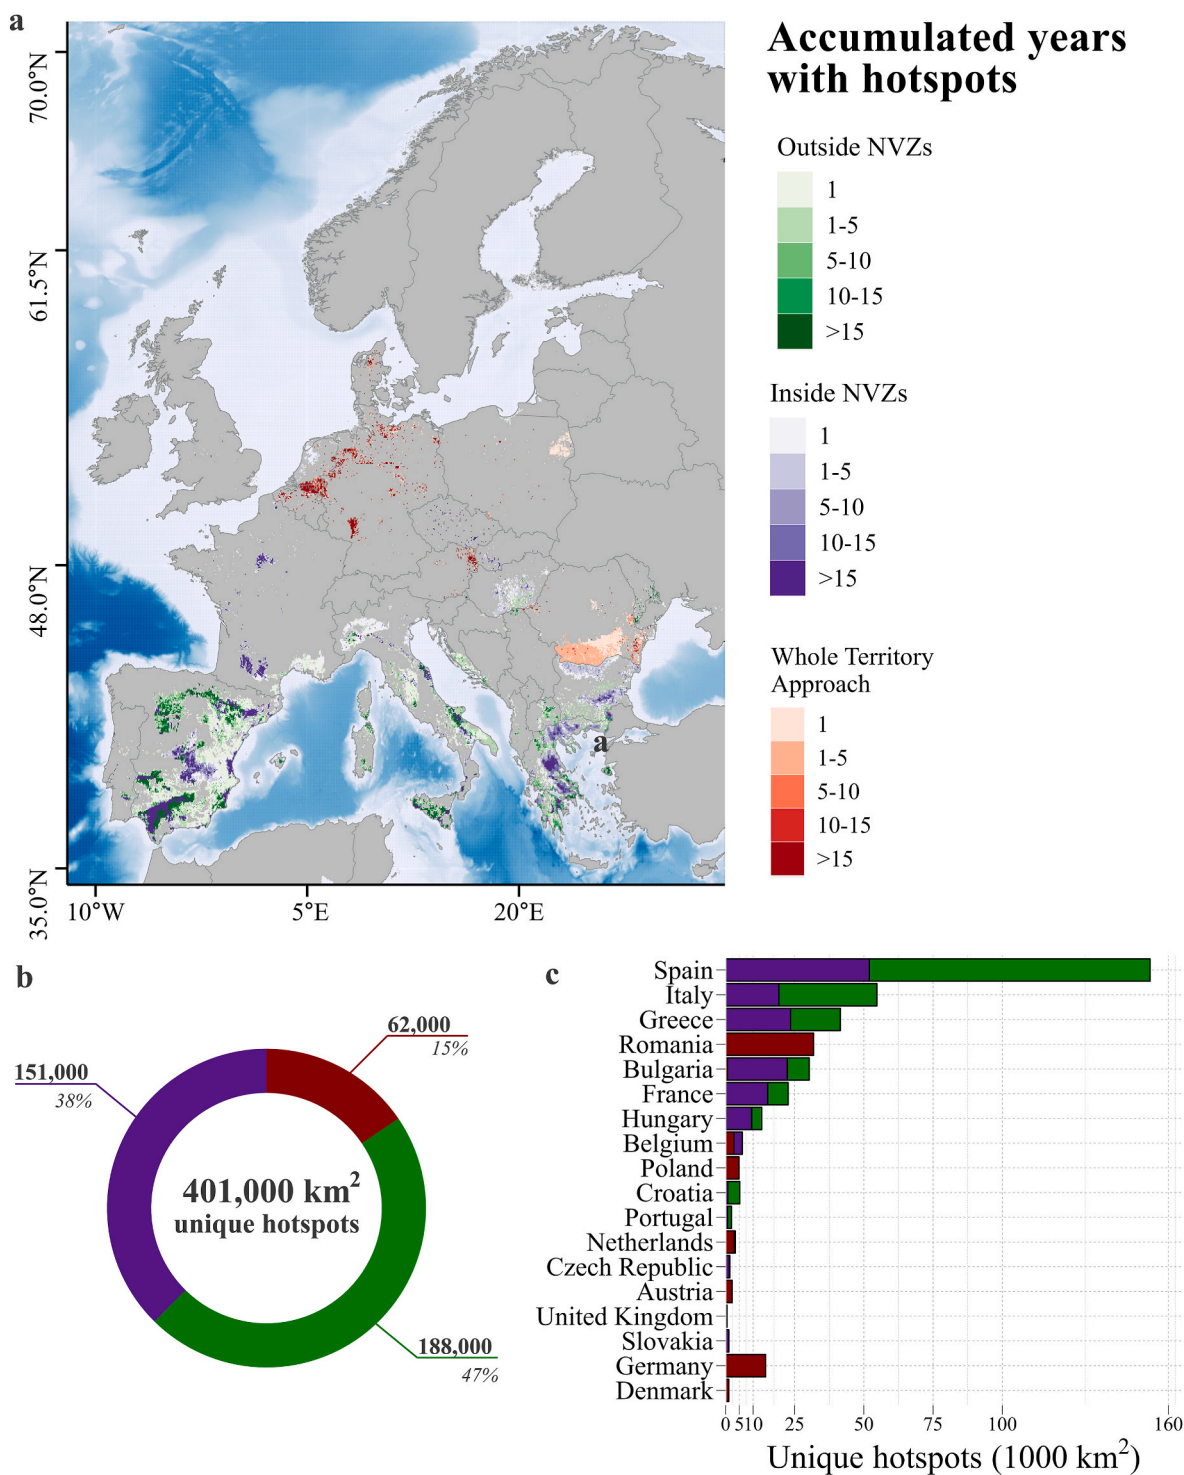 a
Accumulated years
with hotspots
70.0°N
61.5°N
48.0°N
35.0°N
10°W
5°E
20°E
a
Outside NVZs
1
1-5
5-10
10-15
>15
Inside NVZs
1
1-5
5-10
10-15
>15
Whole Territory
Approach
1
1-5
5-10
10-15
>15
b
62,000
15%
151,000
38%
401,000 km²
unique hotspots
188,000
47%
c
Spain
Italy
Greece
Romania
Bulgaria
France
Hungary
Belgium
Poland
Croatia
Portugal
Netherlands
Czech Republic
Austria
United Kingdom
Slovakia
Germany
Denmark
0 5 10 25 50 75 100 160
Unique hotspots (1000 km²)